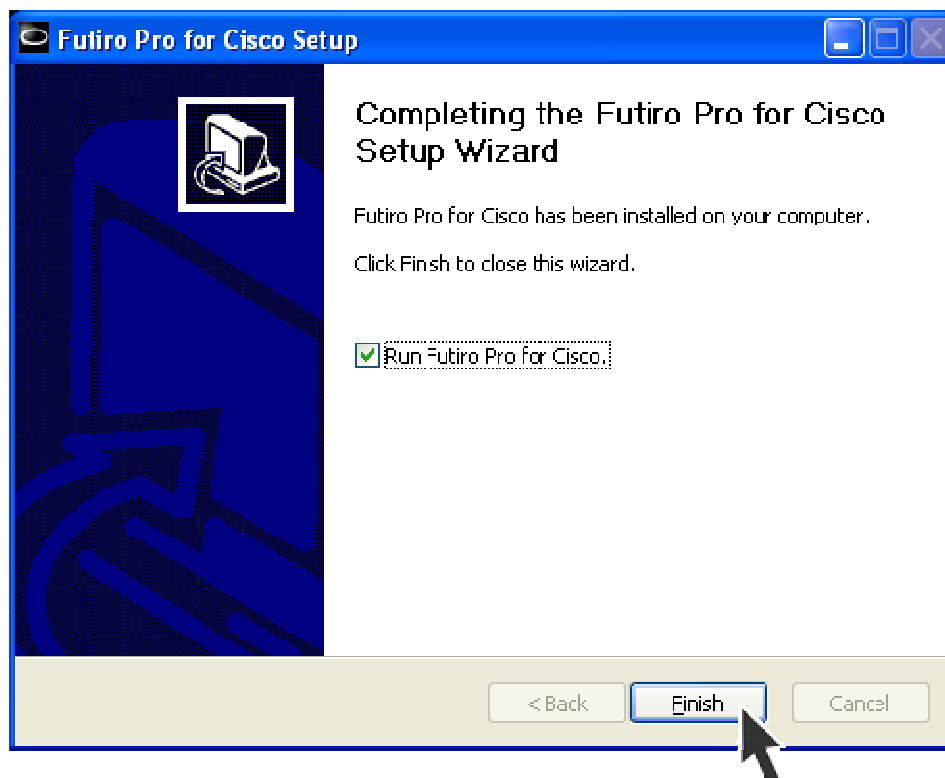 Futiro Pro for Cisco Setup
Completing the Futiro Pro for Cisco
Setup Wizard
Futiro Pro for Cisco has been installed on your computer.
Click Finish to close this wizard.
Run Futiro Pro for Cisco.
< Back
Finish
Cancel